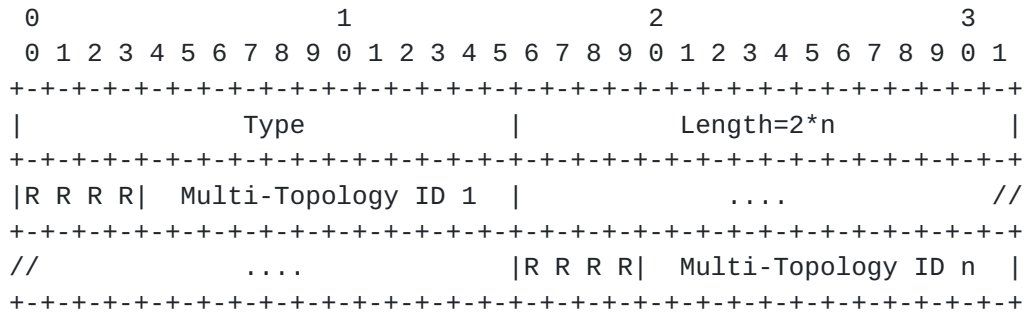 0                   1                   2                   3
 0 1 2 3 4 5 6 7 8 9 0 1 2 3 4 5 6 7 8 9 0 1 2 3 4 5 6 7 8 9 0 1
+-+-+-+-+-+-+-+-+-+-+-+-+-+-+-+-+-+-+-+-+-+-+-+-+-+-+-+-+-+-+-+-+
|              Type             |          Length=2*n           |
+-+-+-+-+-+-+-+-+-+-+-+-+-+-+-+-+-+-+-+-+-+-+-+-+-+-+-+-+-+-+-+-+
|R R R R|  Multi-Topology ID 1  |             ....             //
+-+-+-+-+-+-+-+-+-+-+-+-+-+-+-+-+-+-+-+-+-+-+-+-+-+-+-+-+-+-+-+-+
//             ....             |R R R R|  Multi-Topology ID n  |
+-+-+-+-+-+-+-+-+-+-+-+-+-+-+-+-+-+-+-+-+-+-+-+-+-+-+-+-+-+-+-+-+